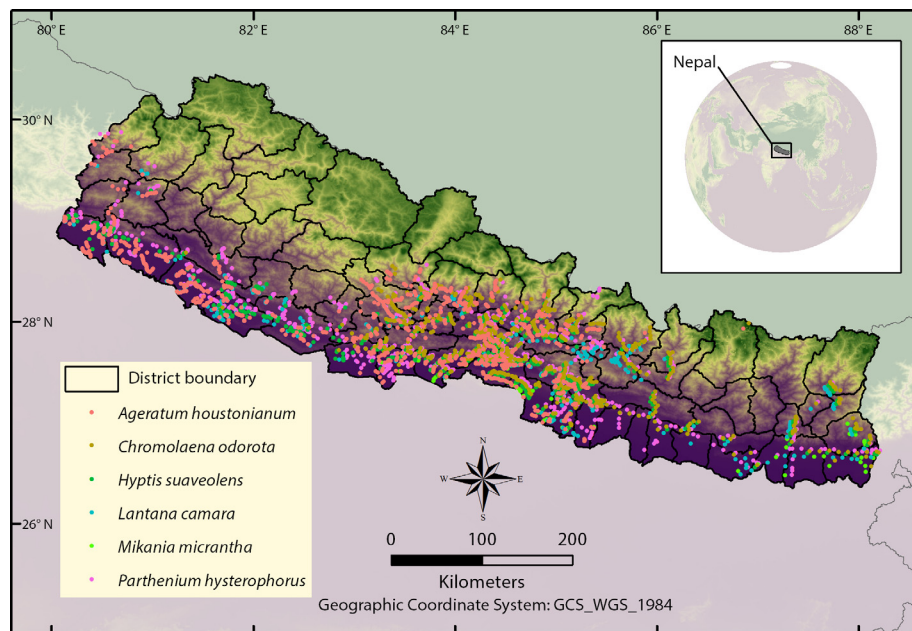 80° E
82° E
84° E
86° E
88° E
30° N
28° N
26° N
Nepal
District boundary
Ageratum houstonianum
Chromolaena odorota
Hyptis suaveolens
Lantana camara
Mikania micrantha
Parthenium hysterophorus
N
W
E
S
0 100 200
Kilometers
Geographic Coordinate System: GCS_WGS_1984